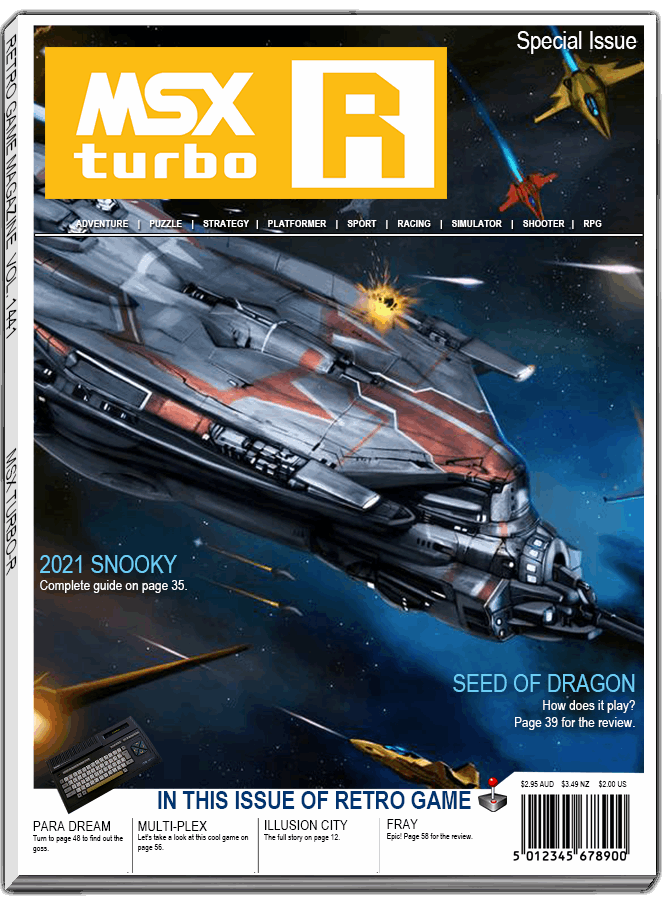 Special Issue
MSX
turbo
R
ADVENTURE | PUZZLE | STRATEGY | PLATFORMER | SPORT | RACING | SIMULATOR | SHOOTER | RPG
RETRO GAME MAGAZINE VOL. 1441
MSX TURBO R
2021 SNOOKY
Complete guide on page 35.
SEED OF DRAGON
How does it play?
Page 39 for the review.
IN THIS ISSUE OF RETRO GAME
$2.95 AUD $3.49 NZ $2.00 US
PARA DREAM
Turn to page 48 to find out the
goss.
MULTI-PLEX
Let's take a look at this cool game on
page 56.
ILLUSION CITY
The full story on page 12.
FRAY
Epic! Page 58 for the review.
5 012345 678900